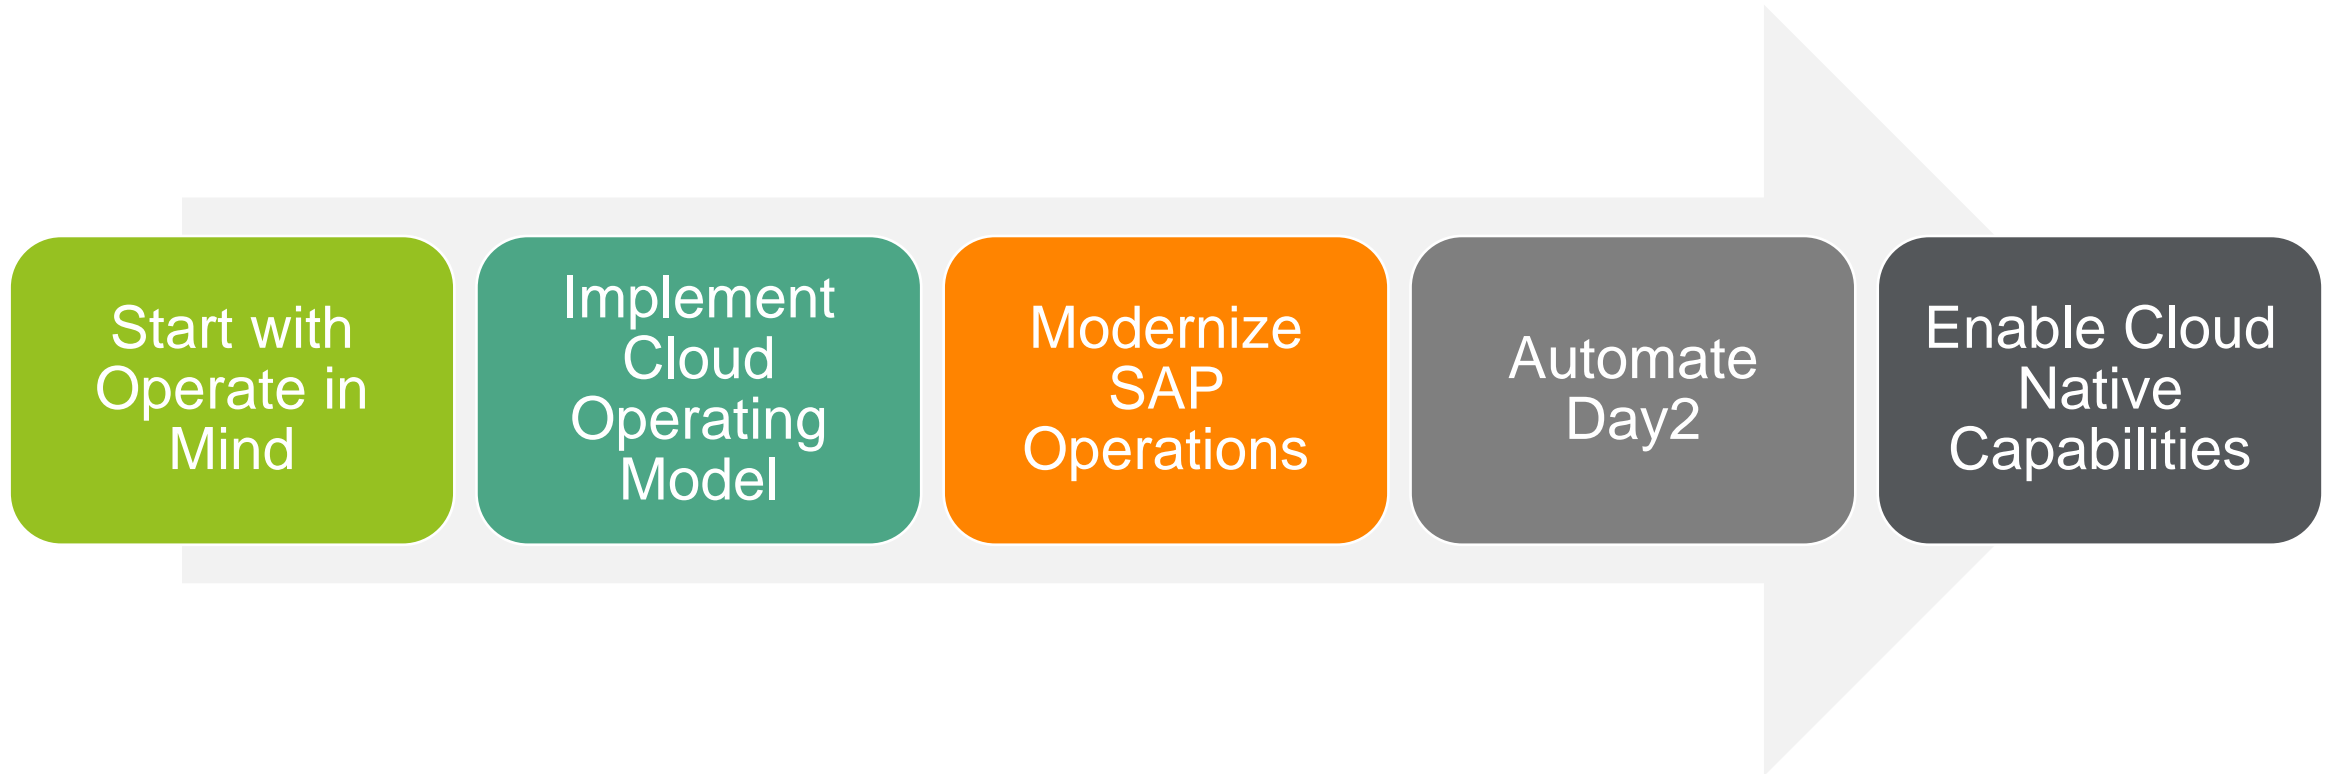 Start with
Operate in
Mind
Implement
Cloud
Operating
Model
Modernize
SAP
Operations
Automate
Day2
Enable Cloud
Native
Capabilities